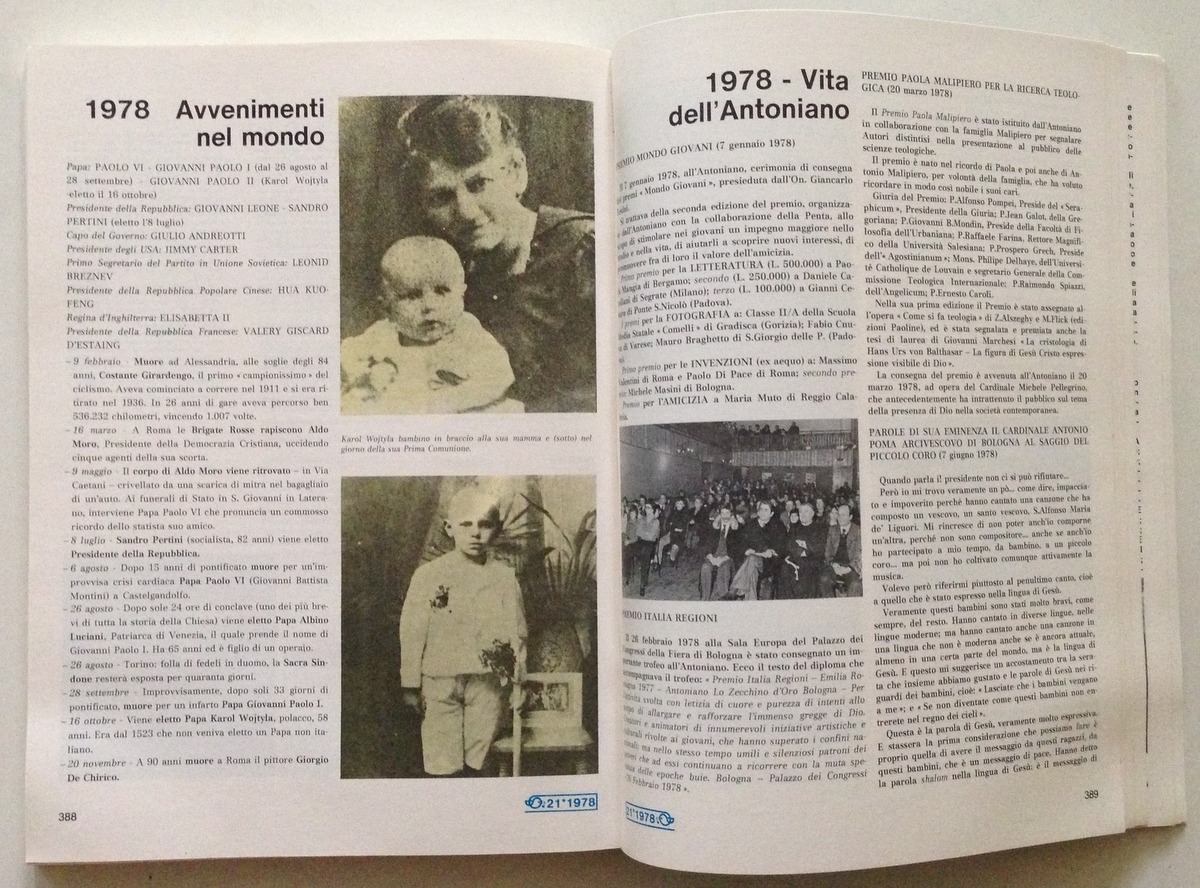 1978 Avvenimenti
nel mondo
Papa: PAOLO VI - GIOVANNI PAOLO I (dal 26 agosto al
28 settembre) - GIOVANNI PAOLO II (Karol Wojtyla
eletto il 16 ottobre)
Presidente della Repubblica: GIOVANNI LEONE - SANDRO
PERTINI (eletto l'8 luglio)
Capo del Governo: GIULIO ANDREOTTI
Presidente degli USA: JIMMY CARTER
Primo Segretario del Partito in Unione Sovietica: LEONID
BREZNEV
Presidente della Repubblica Popolare Cinese: HUA KUO-
FENG
Regina d'Inghilterra: ELISABETTA II
Presidente della Repubblica Francese: VALERY GISCARD
D'ESTAING
– 9 febbraio - Muore ad Alessandria, alle soglie degli 84
anni, Costante Girardengo, il primo «campionissimo» del
ciclismo. Aveva cominciato a correre nel 1911 e si era ri-
tirato nel 1936. In 26 anni di gare aveva percorso ben
536.232 chilometri, vincendo 1.007 volte.
– 16 marzo - A Roma le Brigate Rosse rapiscono Aldo
Moro, Presidente della Democrazia Cristiana, uccidendo
cinque agenti della sua scorta.
– 9 maggio - Il corpo di Aldo Moro viene ritrovato – in Via
Caetani – crivellato da una scarica di mitra nel bagagliaio
di un'auto. Ai funerali di Stato in S. Giovanni in Latera-
no, interviene Papa Paolo VI che pronuncia un commosso
ricordo dello statista suo amico.
– 8 luglio - Sandro Pertini (socialista, 82 anni) viene eletto
Presidente della Repubblica.
– 6 agosto - Dopo 15 anni di pontificato muore per un'im-
provvisa crisi cardiaca Papa Paolo VI (Giovanni Battista
Montini) a Castelgandolfo.
– 26 agosto - Dopo sole 24 ore di conclave (uno dei più bre-
vi di tutta la storia della Chiesa) viene eletto Papa Albino
Luciani, Patriarca di Venezia, il quale prende il nome di
Giovanni Paolo I. Ha 65 anni ed è figlio di un operaio.
– 26 agosto - Torino: folla di fedeli in duomo, la Sacra Sin-
done resterà esposta per quaranta giorni.
– 28 settembre - Improvvisamente, dopo soli 33 giorni di
pontificato, muore per un infarto Papa Giovanni Paolo I.
– 16 ottobre - Viene eletto Papa Karol Wojtyla, polacco, 58
anni. Era dal 1523 che non veniva eletto un Papa non ita-
liano.
– 20 novembre - A 90 anni muore a Roma il pittore Giorgio
De Chirico.
Karol Wojtyla bambino in braccio alla sua mamma e (sotto) nel
giorno della sua Prima Comunione.
388
21°1978
1978 - Vita
dell'Antoniano
MONDO GIOVANI (7 gennaio 1978)
7 gennaio 1978, all'Antoniano, cerimonia di consegna
premi «Mondo Giovani», presieduta dall'On. Giancarlo
della seconda edizione del premio, organizza-
dall'Antoniano con la collaborazione della Penta, allo
di stimolare nei giovani un impegno maggiore nello
e nella vita, di aiutarli a scoprire nuovi interessi, di
fra di loro il valore dell'amicizia.
premio per la LETTERATURA (L. 500.000) a Pao-
Mangia di Bergamo; secondo (L. 250.000) a Daniele Ca-
di Segrate (Milano); terzo (L. 100.000) a Gianni Ce-
di Ponte S.Nicolò (Padova).
premi per la FOTOGRAFIA a: Classe II/A della Scuola
Statale «Comelli» di Gradisca (Gorizia); Fabio Cnu-
di Varese; Mauro Braghetto di S.Giorgio delle P. (Pado-
Primo premio per le INVENZIONI (ex aequo) a: Massimo
di Roma e Paolo Di Pace di Roma; secondo pre-
Michele Masini di Bologna.
Premio per l'AMICIZIA a Maria Muto di Reggio Cala-
PREMIO ITALIA REGIONI
Il 26 febbraio 1978 alla Sala Europa del Palazzo dei
della Fiera di Bologna è stato consegnato un im-
trofeo all'Antoniano. Ecco il testo del diploma che
accompagnava il trofeo: «Premio Italia Regioni – Emilia Ro-
1977 – Antoniano Lo Zecchino d'Oro Bologna – Per
svolta con letizia di cuore e purezza di intenti allo
di allargare e rafforzare l'immenso gregge di Dio.
e animatori di innumerevoli iniziative artistiche e
rivolte ai giovani, che hanno superato i confini na-
ma nello stesso tempo umili e silenziosi patroni dei
che ad essi continuano a ricorrere con la muta spe-
delle epoche buie. Bologna – Palazzo dei Congressi
Febbraio 1978».
21°1978
PREMIO PAOLA MALIPIERO PER LA RICERCA TEOLO-
GICA (20 marzo 1978)
Il Premio Paola Malipiero è stato istituito dall'Antoniano
in collaborazione con la famiglia Malipiero per segnalare
Autori distintisi nella presentazione al pubblico delle
scienze teologiche.
Il premio è nato nel ricordo di Paola e poi anche di An-
tonio Malipiero, per volontà della famiglia, che ha voluto
ricordare in modo così nobile i suoi cari.
Giuria del Premio: P.Alfonso Pompei, Preside del «Sera-
phicum», Presidente della Giuria; P.Jean Galot, della Gre-
goriana; P.Giovanni B.Mondin, Preside della Facoltà di Fi-
losofia dell'Urbaniana; P.Raffaele Farina, Rettore Magnifi-
co della Università Salesiana; P.Prospero Grech, Preside
dell'«Agostinianum»; Mons. Philipe Delhaye, dell'Universi-
té Catholique de Louvain e segretario Generale della Com-
missione Teologica Internazionale; P.Raimondo Spiazzi,
dell'Angelicum; P.Ernesto Caroli.
Nella sua prima edizione il Premio è stato assegnato al-
l'opera «Come si fa teologia» di Z.Alszeghy e M.Flick (edi-
zioni Paoline), ed è stata segnalata e premiata anche la
tesi di laurea di Giovanni Marchesi «La cristologia di
Hans Urs von Balthasar – La figura di Gesù Cristo espres-
sione visibile di Dio».
La consegna del premio è avvenuta all'Antoniano il 20
marzo 1978, ad opera del Cardinale Michele Pellegrino,
che antecedentemente ha intrattenuto il pubblico sul tema
della presenza di Dio nella società contemporanea.
PAROLE DI SUA EMINENZA IL CARDINALE ANTONIO
POMA ARCIVESCOVO DI BOLOGNA AL SAGGIO DEL
PICCOLO CORO (7 giugno 1978)
Quando parla il presidente non ci si può rifiutare...
Però io mi trovo veramente un pò... come dire, impaccia-
to e impoverito perché hanno cantato una canzone che ha
composto un vescovo, un santo vescovo, S.Alfonso Maria
de' Liguori. Mi rincresce di non poter anch'io comporne
un'altra, perché non sono compositore... anche se anch'io
ho partecipato a mio tempo, da bambino, a un piccolo
coro... ma poi non ho coltivato comunque attivamente la
musica.
Volevo però riferirmi piuttosto al penultimo canto, cioè
a quello che è stato espresso nella lingua di Gesù.
Veramente questi bambini sono stati molto bravi, come
sempre, del resto. Hanno cantato in diverse lingue, nelle
lingue moderne; ma hanno cantato anche una canzone in
una lingua che non è moderna anche se è ancora attuale,
almeno in una certa parte del mondo, ma è la lingua di
Gesù. E questo mi suggerisce un accostamento tra la sera-
ta che insieme abbiamo gustato e le parole di Gesù nei ri-
guardi dei bambini, cioè: «Lasciate che i bambini vengano
a me»; e «Se non diventate come questi bambini non en-
trerete nel regno dei cieli».
Questa è la parola di Gesù, veramente molto espressiva.
E stassera la prima considerazione che possiamo fare è
proprio quella di avere il messaggio da questi ragazzi, da
questi bambini, che è un messaggio di pace. Hanno detto
la parola shalom nella lingua di Gesù: è il messaggio di
389